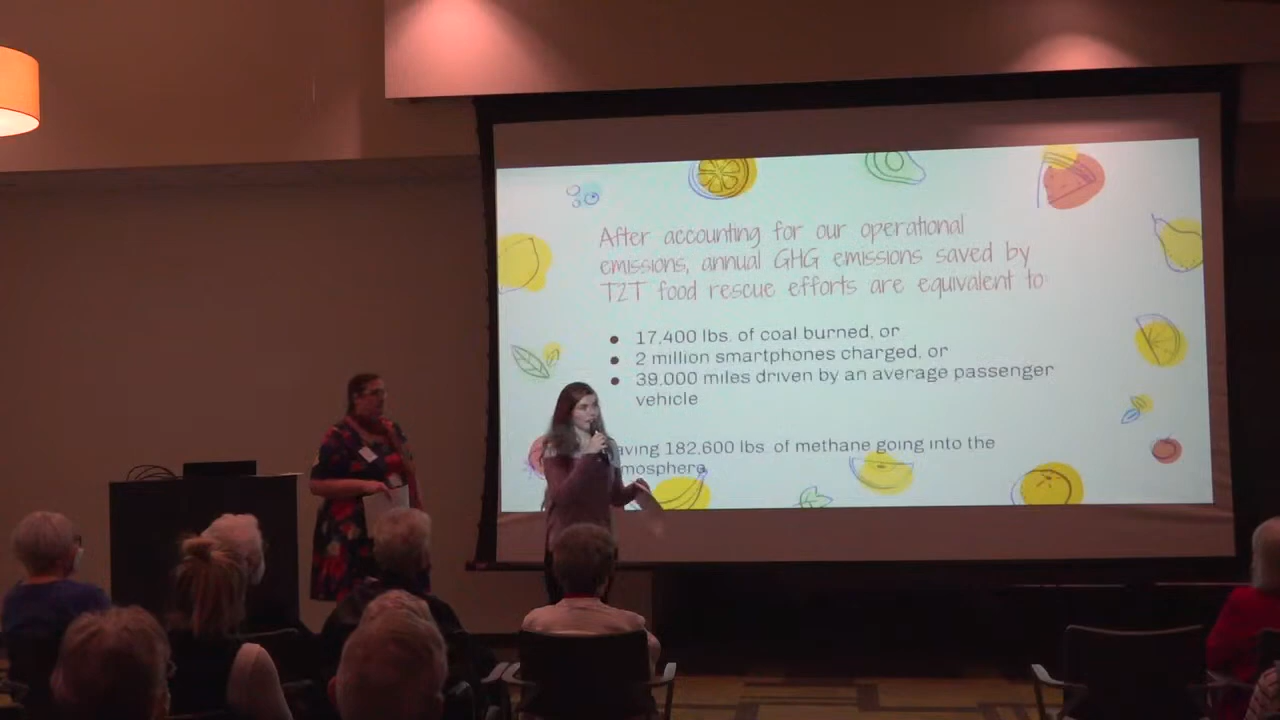 After accounting for our operational
emissions, annual GHG emissions saved by
T2T food rescue efforts are equivalent to
17,400 lbs. of coal burned, or
2 million smartphones charged, or
39,000 miles driven by an average passenger
vehicle
aving 182,600 lbs. of methane going into the
mosphere